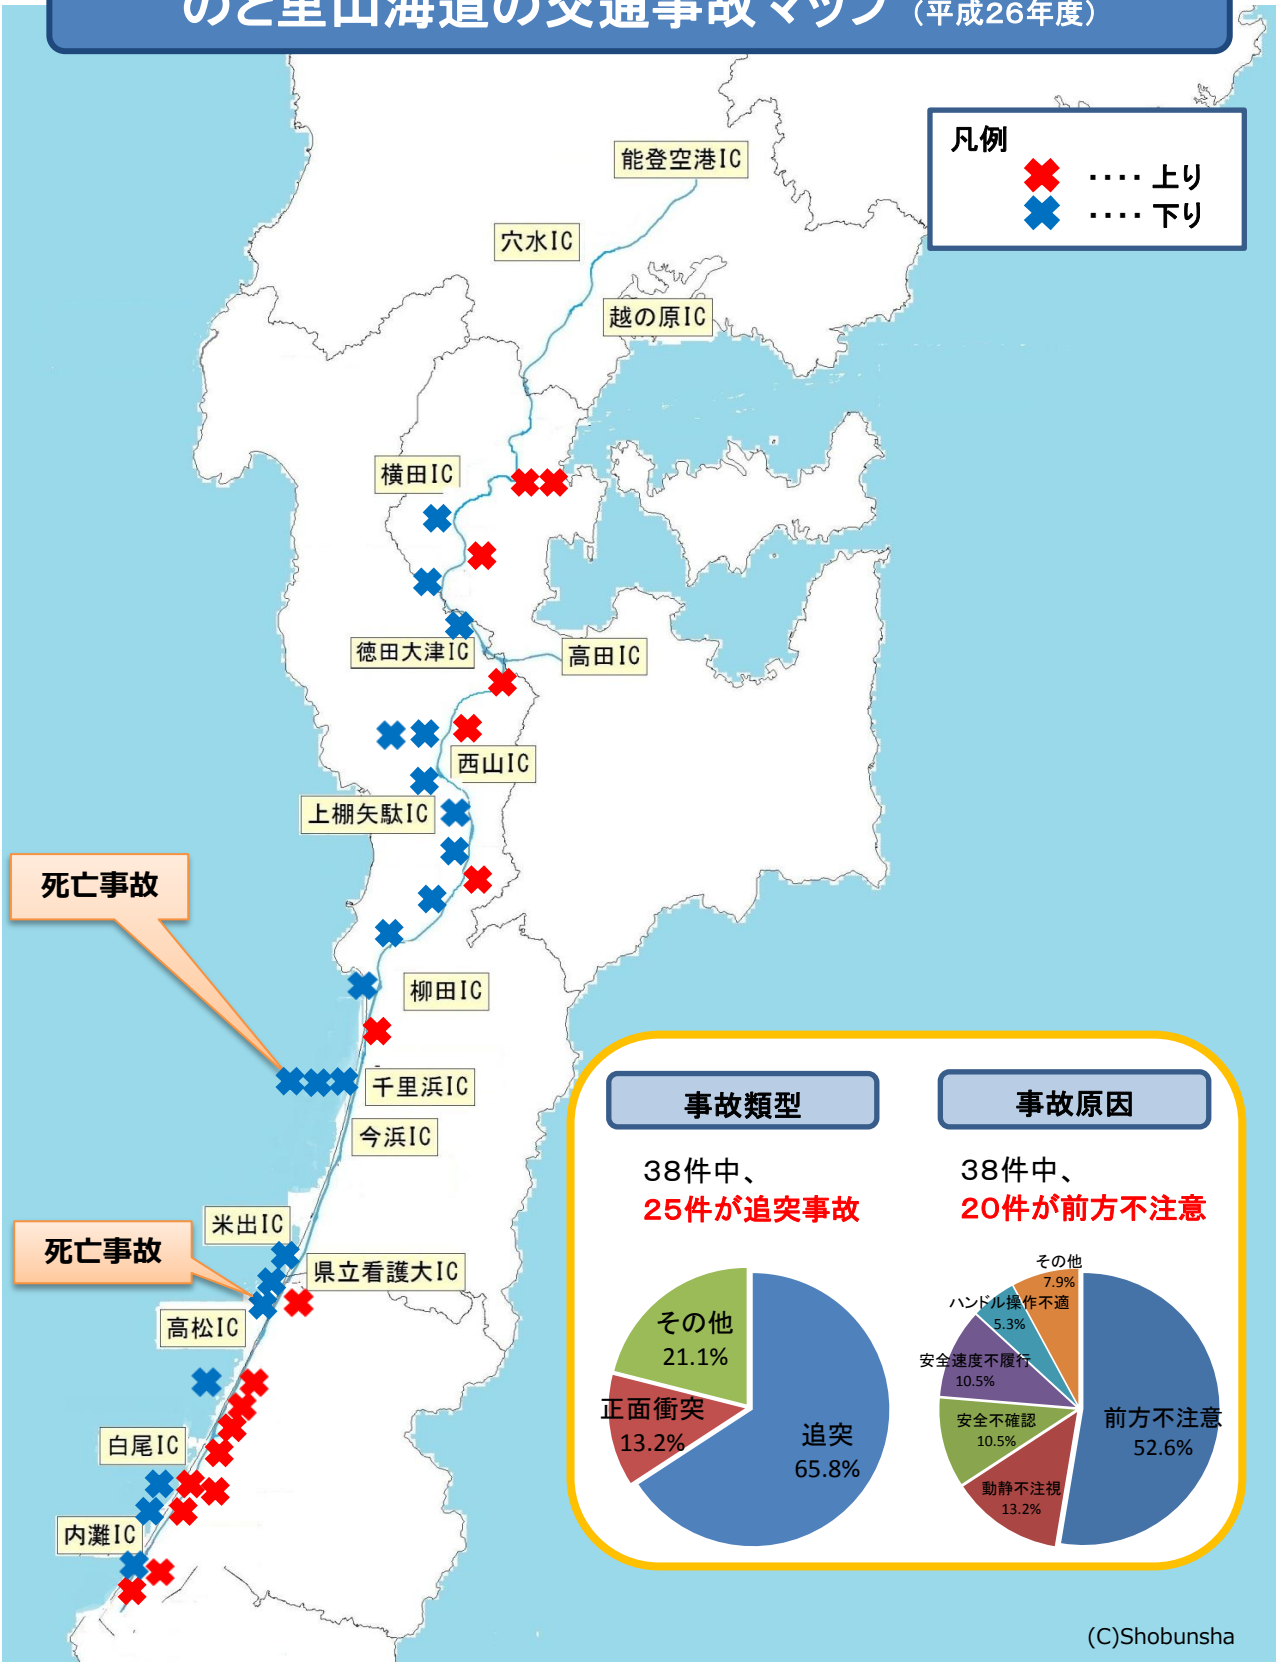 のと里山海道の交通事故マップ（平成26年度）
凡例
････ 上り
････ 下り
能登空港IC
穴水IC
越の原IC
横田IC
徳田大津IC
高田IC
西山IC
上棚矢駄IC
死亡事故
柳田IC
千里浜IC
今浜IC
米出IC
死亡事故
県立看護大IC
高松IC
白尾IC
内灘IC
事故類型
38件中、
25件が追突事故
その他
21.1%
正面衝突
13.2%
追突
65.8%
事故原因
38件中、
20件が前方不注意
その他
7.9%
ハンドル操作不適
5.3%
安全速度不履行
10.5%
安全不確認
10.5%
動静不注視
13.2%
前方不注意
52.6%
(C)Shobunsha